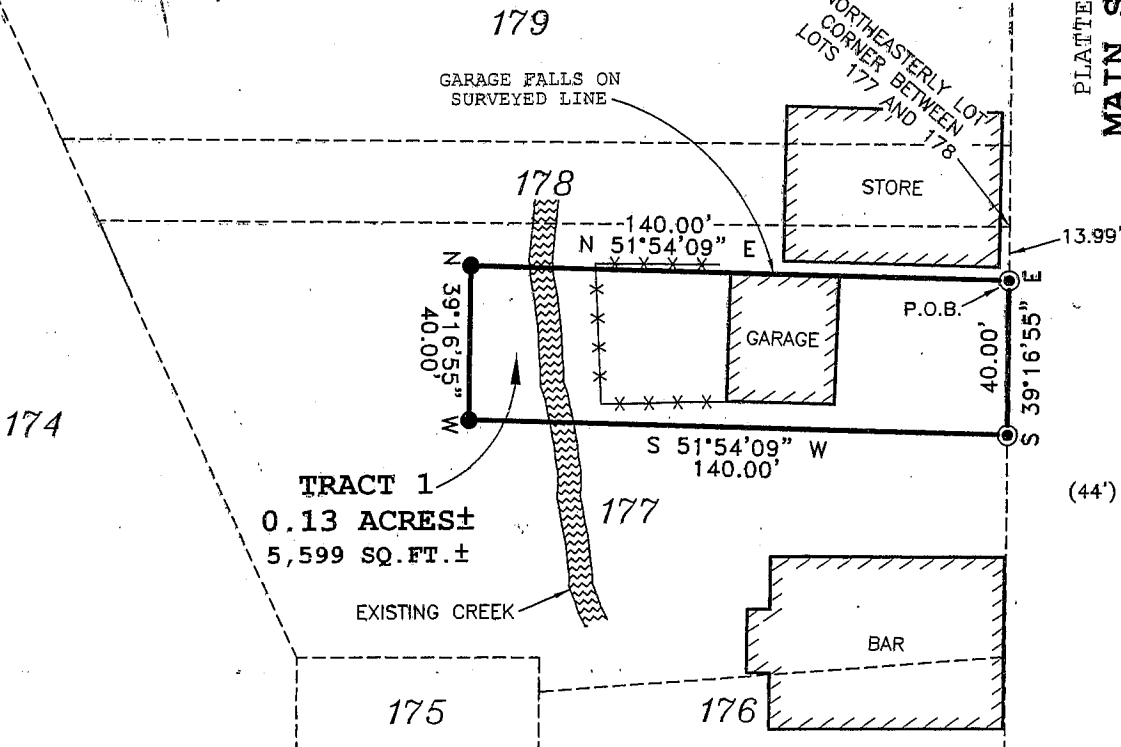 179
GARAGE FALLS ON
SURVEYED LINE
NORTHEASTERLY LOT
CORNER BETWEEN
LOTS 177 AND 178
MAIN
178
STORE
140.00'
N 51°54'09" E
13.99'
P.O.B.
N 39°16'55" W
40.00'
GARAGE
40.00'
S 39°16'55" E
174
S 51°54'09" W
140.00'
TRACT 1
0.13 ACRES±
5,599 SQ.FT.±
177
(44')
EXISTING CREEK
BAR
175
176